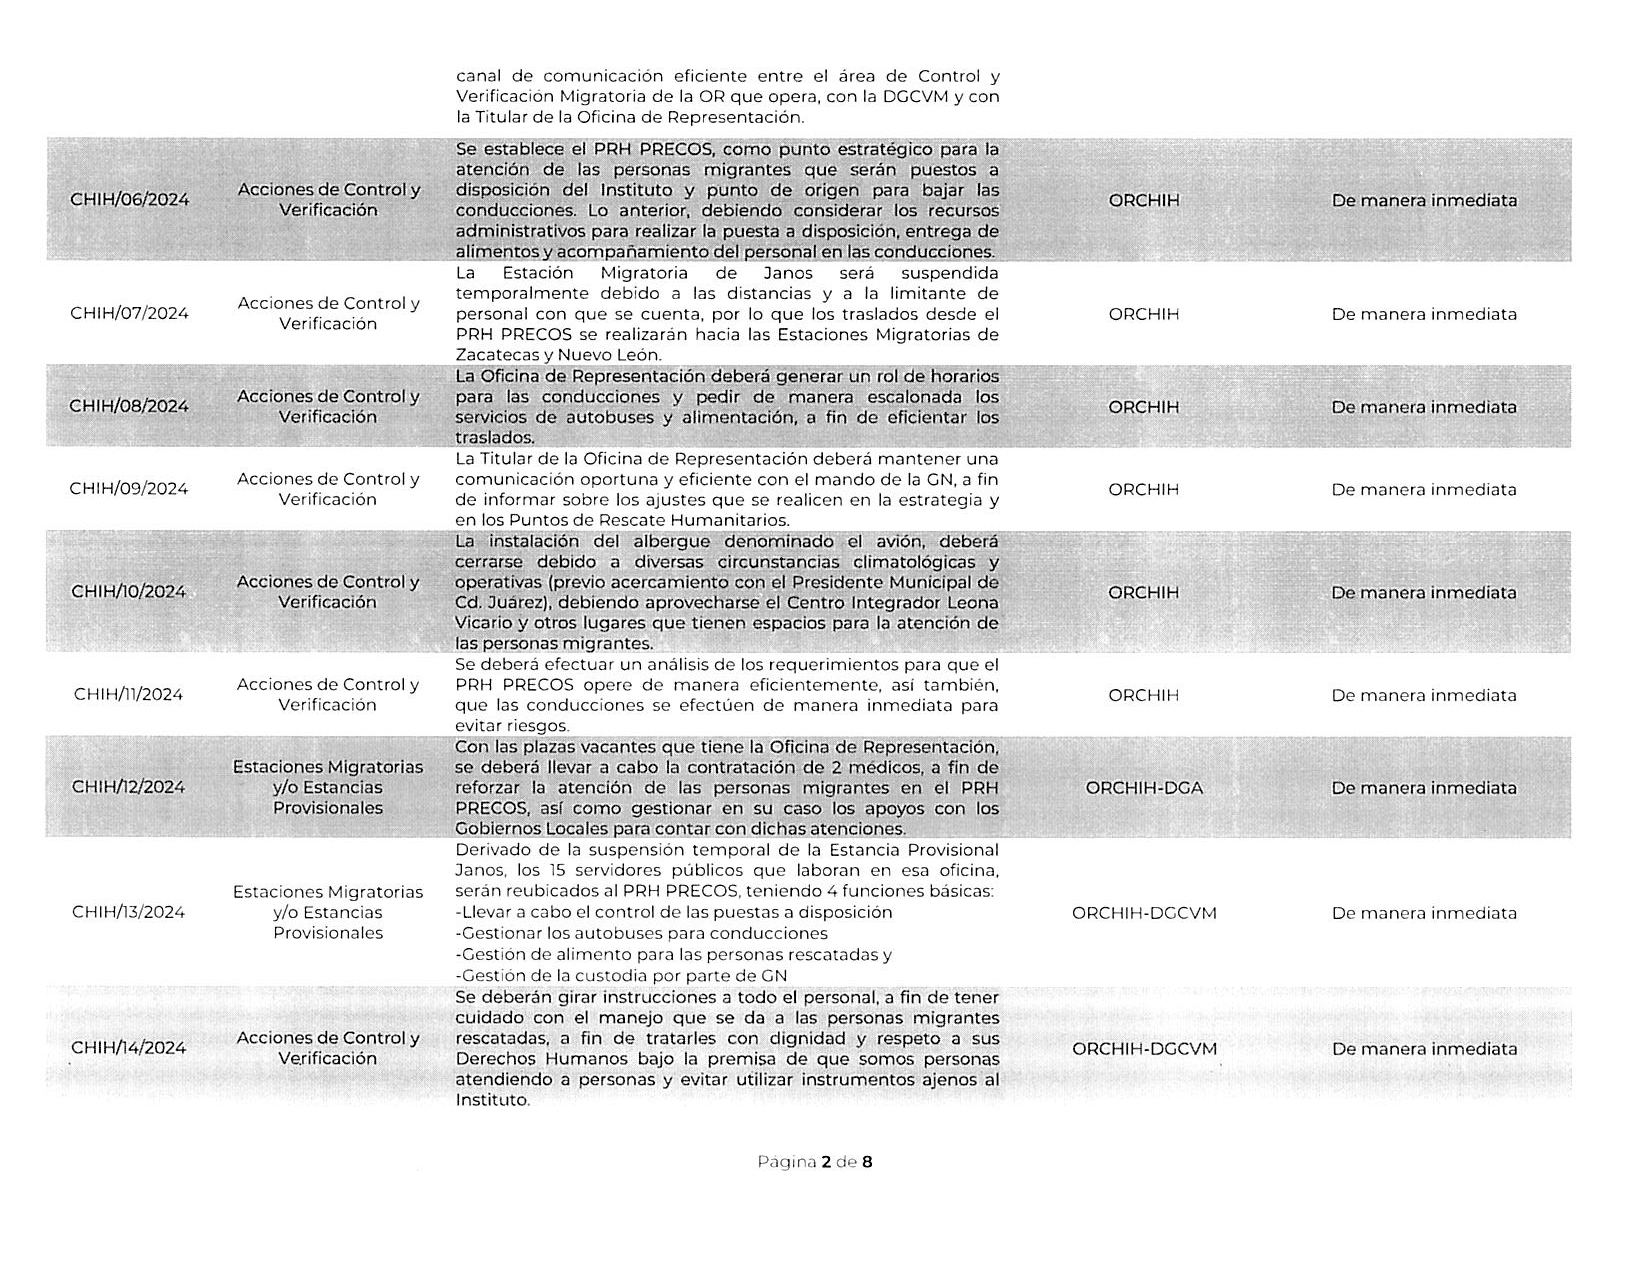 canal de comunicación eficiente entre el área de Control y
Verificación Migratoria de la OR que opera, con la DGCVM y con
la Titular de la Oficina de Representación.
CHIH/06/2024
Acciones de Control y
Verificación
Se establece el PRH PRECOS, como punto estratégico para la
atención de las personas migrantes que serán puestos a
disposición del Instituto y punto de origen para bajar las
conducciones. Lo anterior, debiendo considerar los recursos
administrativos para realizar la puesta a disposición, entrega de
alimentos y acompañamiento del personal en las conducciones.
ORCHIH
De manera inmediata
CHIH/07/2024
Acciones de Control y
Verificación
La Estación Migratoria de Janos será suspendida
temporalmente debido a las distancias y a la limitante de
personal con que se cuenta, por lo que los traslados desde el
PRH PRECOS se realizarán hacia las Estaciones Migratorias de
Zacatecas y Nuevo León.
ORCHIH
De manera inmediata
CHIH/08/2024
Acciones de Control y
Verificación
La Oficina de Representación deberá generar un rol de horarios
para las conducciones y pedir de manera escalonada los
servicios de autobuses y alimentación, a fin de eficientar los
traslados.
ORCHIH
De manera inmediata
CHIH/09/2024
Acciones de Control y
Verificación
La Titular de la Oficina de Representación deberá mantener una
comunicación oportuna y eficiente con el mando de la GN, a fin
de informar sobre los ajustes que se realicen en la estrategia y
en los Puntos de Rescate Humanitarios.
ORCHIH
De manera inmediata
CHIH/10/2024
Acciones de Control y
Verificación
La instalación del albergue denominado el avión, deberá
cerrarse debido a diversas circunstancias climatológicas y
operativas (previo acercamiento con el Presidente Municipal de
Cd. Juárez), debiendo aprovecharse el Centro Integrador Leona
Vicario y otros lugares que tienen espacios para la atención de
las personas migrantes.
ORCHIH
De manera inmediata
CHIH/11/2024
Acciones de Control y
Verificación
Se deberá efectuar un análisis de los requerimientos para que el
PRH PRECOS opere de manera eficientemente, así también,
que las conducciones se efectúen de manera inmediata para
evitar riesgos.
ORCHIH
De manera inmediata
CHIH/12/2024
Estaciones Migratorias
y/o Estancias
Provisionales
Con las plazas vacantes que tiene la Oficina de Representación,
se deberá llevar a cabo la contratación de 2 médicos, a fin de
reforzar la atención de las personas migrantes en el PRH
PRECOS, así como gestionar en su caso los apoyos con los
Gobiernos Locales para contar con dichas atenciones.
ORCHIH-DGA
De manera inmediata
CHIH/13/2024
Estaciones Migratorias
y/o Estancias
Provisionales
Derivado de la suspensión temporal de la Estancia Provisional
Janos, los 15 servidores públicos que laboran en esa oficina,
serán reubicados al PRH PRECOS, teniendo 4 funciones básicas:
-Llevar a cabo el control de las puestas a disposición
-Gestionar los autobuses para conducciones
-Gestión de alimento para las personas rescatadas y
-Gestión de la custodia por parte de GN
ORCHIH-DGCVM
De manera inmediata
CHIH/14/2024
Acciones de Control y
Verificación
Se deberán girar instrucciones a todo el personal, a fin de tener
cuidado con el manejo que se da a las personas migrantes
rescatadas, a fin de tratarles con dignidad y respeto a sus
Derechos Humanos bajo la premisa de que somos personas
atendiendo a personas y evitar utilizar instrumentos ajenos al
Instituto.
ORCHIH-DGCVM
De manera inmediata
Página 2 de 8